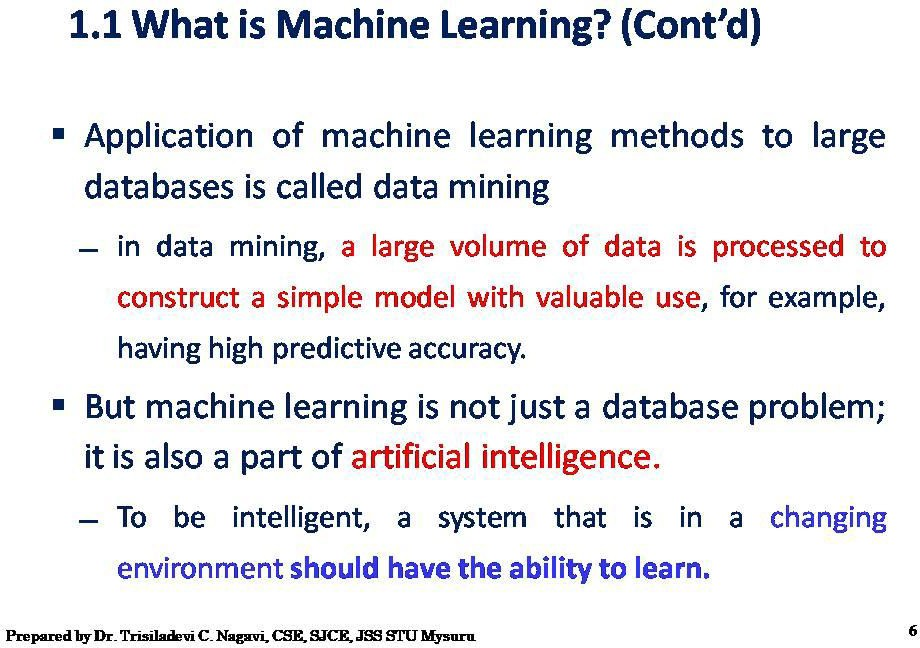 1.1 What is Machine Learning? (Cont’d)
▪ Application of machine learning methods to large
databases is called data mining
– in data mining, a large volume of data is processed to
construct a simple model with valuable use, for example,
having high predictive accuracy.
▪ But machine learning is not just a database problem;
it is also a part of artificial intelligence.
– To be intelligent, a system that is in a changing
environment should have the ability to learn.
Prepared by Dr. Trisiladevi C. Nagavi, CSE, SJCE, JSS STU Mysuru
6